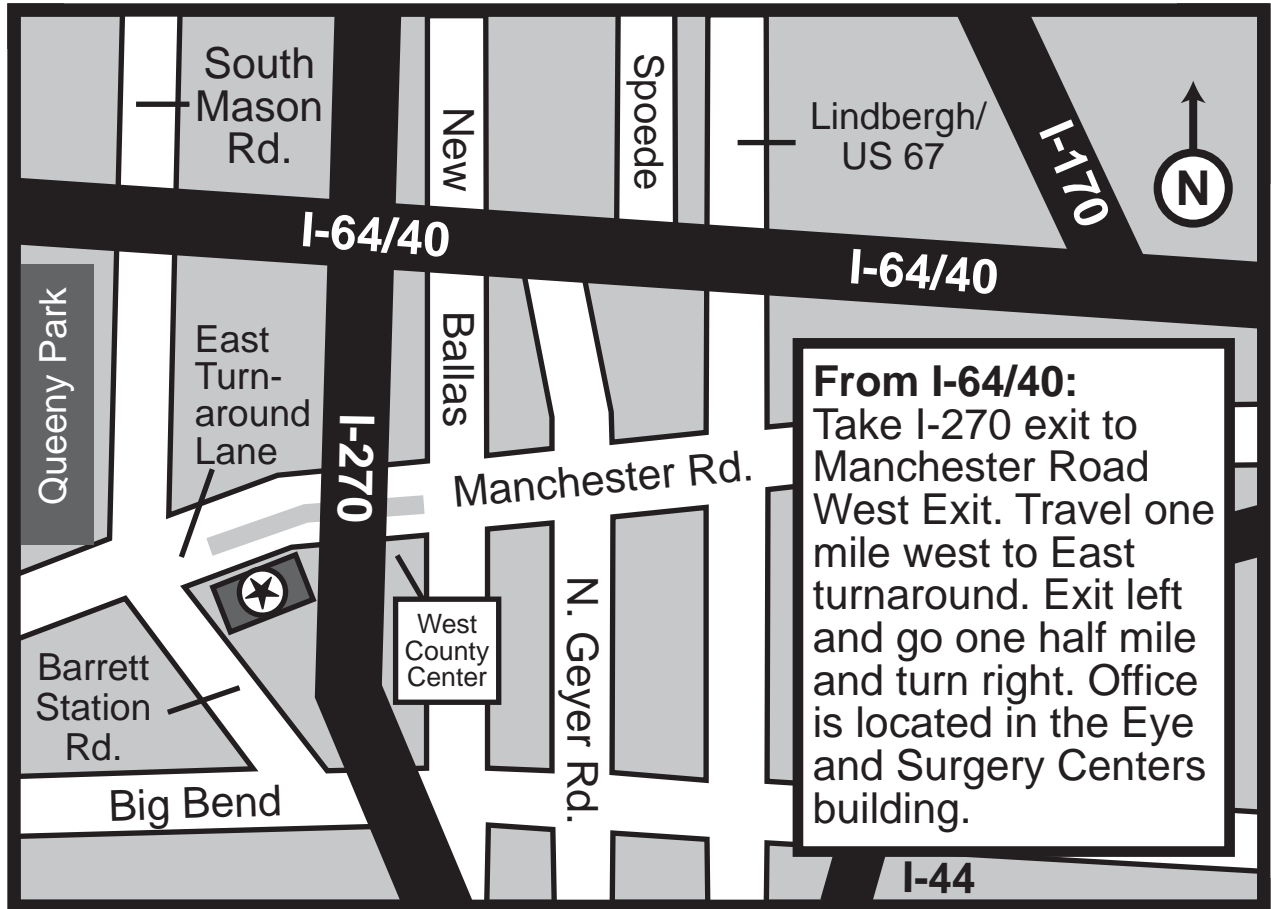 South
Mason
Rd.
New
Spoede
Lindbergh/
US 67
I-170
N
I-64/40
I-64/40
Queeny Park
East
Turn-
around
Lane
I-270
Ballas
Manchester Rd.
From I-64/40:
Take I-270 exit to
Manchester Road
West Exit. Travel one
mile west to East
turnaround. Exit left
and go one half mile
and turn right. Office
is located in the Eye
and Surgery Centers
building.
West
County
Center
N. Geyer Rd.
Barrett
Station
Rd.
Big Bend
I-44